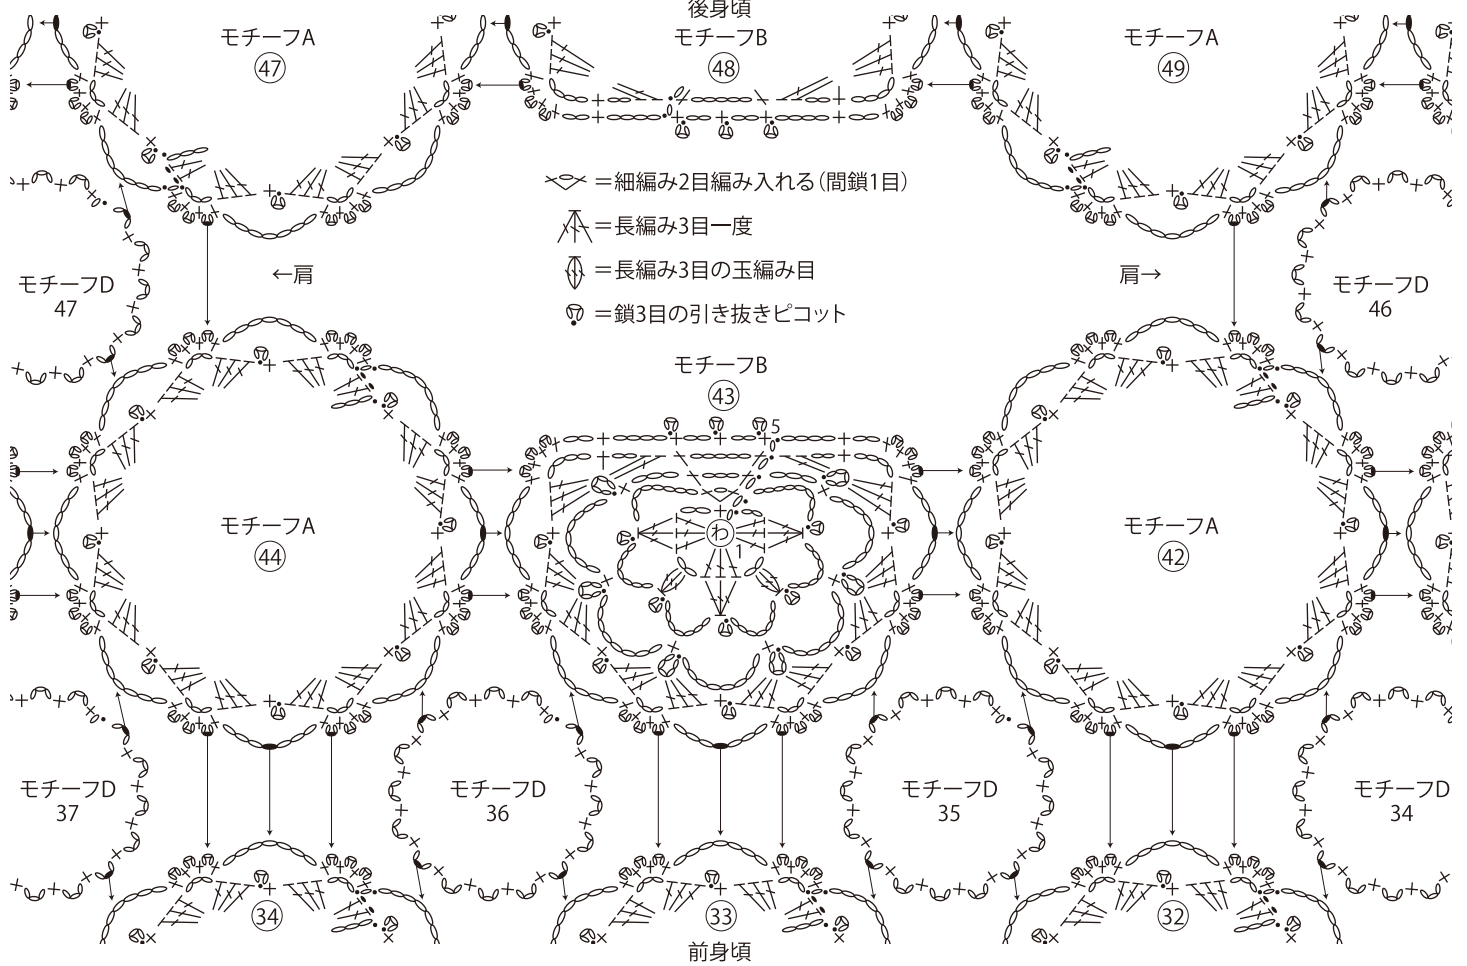 後身頃
モチーフA
㊼
モチーフB
㊽
モチーフA
㊾
=細編み2目編み入れる(間鎖1目)
=長編み3目一度
=長編み3目の玉編み目
=鎖3目の引き抜きピコット
←肩
肩→
モチーフD
47
モチーフD
46
モチーフB
㊸
5
わ
1
モチーフA
㊹
モチーフA
㊷
モチーフD
37
モチーフD
36
モチーフD
35
モチーフD
34
㉞
㉝
㉜
前身頃